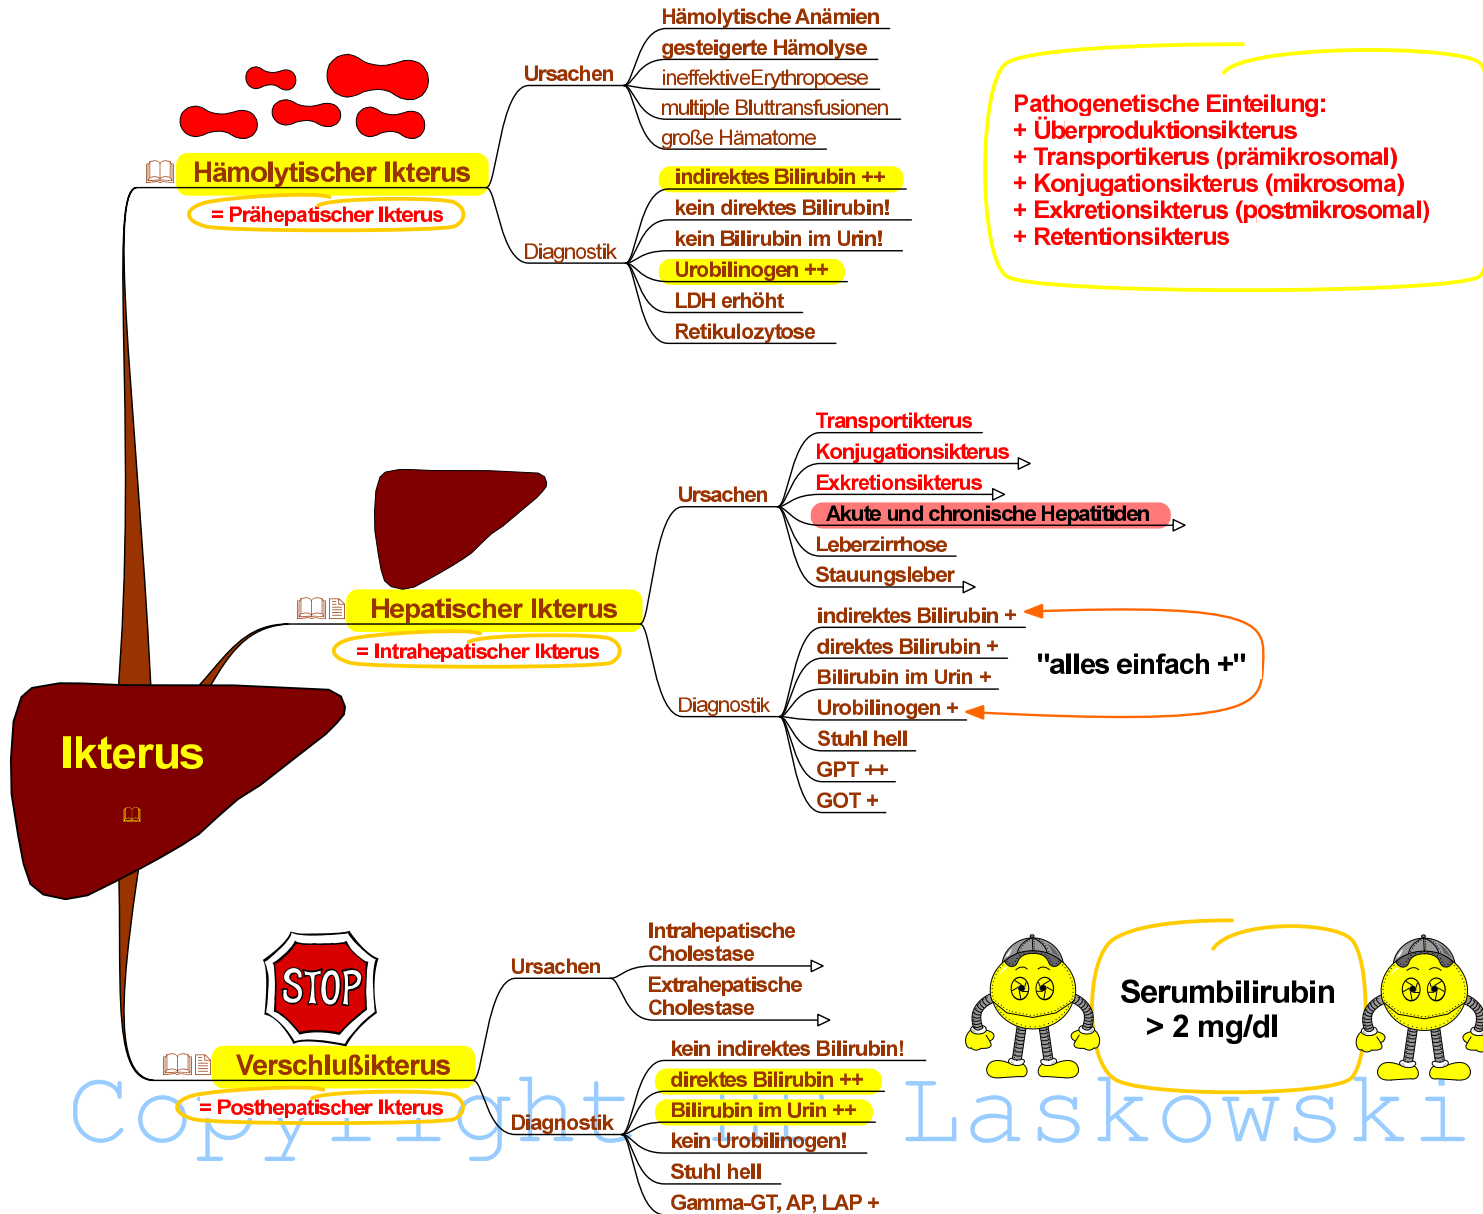 Hämolytische Anämien
gesteigerte Hämolyse
Ursachen
ineffektiveErythropoese
multiple Bluttransfusionen
große Hämatome
Hämolytischer Ikterus
= Prähepatischer Ikterus
indirektes Bilirubin ++
kein direktes Bilirubin!
kein Bilirubin im Urin!
Diagnostik
Urobilinogen ++
LDH erhöht
Retikulozytose
Pathogenetische Einteilung:
+ Überproduktionsikterus
+ Transportikerus (prämikrosomal)
+ Konjugationsikterus (mikrosoma)
+ Exkretionsikterus (postmikrosomal)
+ Retentionsikterus
Transportikterus
Konjugationsikterus
Exkretionsikterus
Ursachen
Akute und chronische Hepatitiden
Leberzirrhose
Stauungsleber
Hepatischer Ikterus
= Intrahepatischer Ikterus
indirektes Bilirubin +
direktes Bilirubin +
Bilirubin im Urin +
Diagnostik
Urobilinogen +
Stuhl hell
GPT ++
GOT +
"alles einfach +"
Ikterus
STOP
Intrahepatische
Cholestase
Ursachen
Extrahepatische
Cholestase
Verschlußikterus
= Posthepatischer Ikterus
kein indirektes Bilirubin!
direktes Bilirubin ++
Bilirubin im Urin ++
Diagnostik
kein Urobilinogen!
Stuhl hell
Gamma-GT, AP, LAP +
Serumbilirubin
> 2 mg/dl
Copyright Laskowski